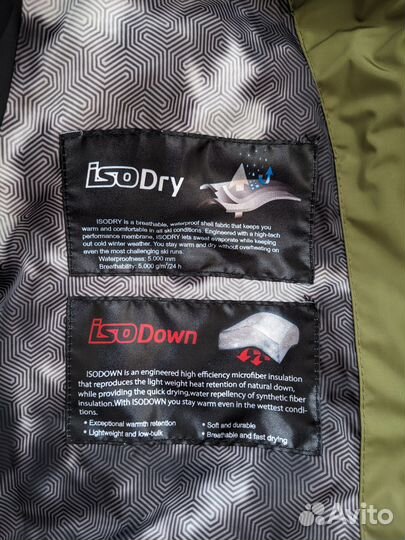 isoDry
ISODRY is a breathable, waterproof shell fabric that keeps you
warm and comfortable in all ski conditions. Engineered with a high-tech
performance membrane, ISODRY lets sweat evaporate while keeping
out cold winter weather. You stay warm and dry without overheating on
even the most challenging ski runs.
Waterproofness: 5.000 mm
Breathability: 5.000 g/m²/24 h
isoDown
ISODOWN is an engineered high efficiency microfiber insulation
that reproduces the light weight heat retention of natural down,
while providing the quick drying,water repellency of synthetic fiber
insulation.With ISODOWN you stay warm even in the wettest condi-
tions.
• Exceptional warmth retention • Soft and durable
• Lightweight and low-bulk • Breathable and fast drying
Avito